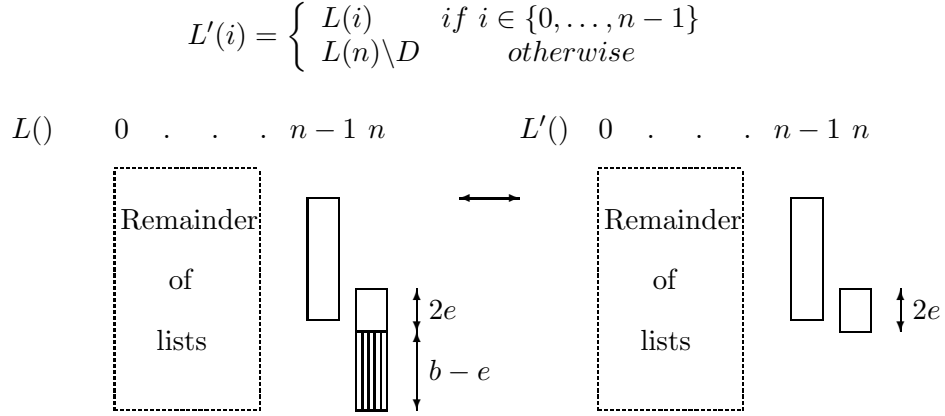 L'(i) = { L(i) if i ∈ {0, . . . , n − 1}
L(n)\D otherwise
L() 0 . . . n − 1 n L'() 0 . . . n − 1 n
Remainder Remainder
of of
2e 2e
lists lists
b − e